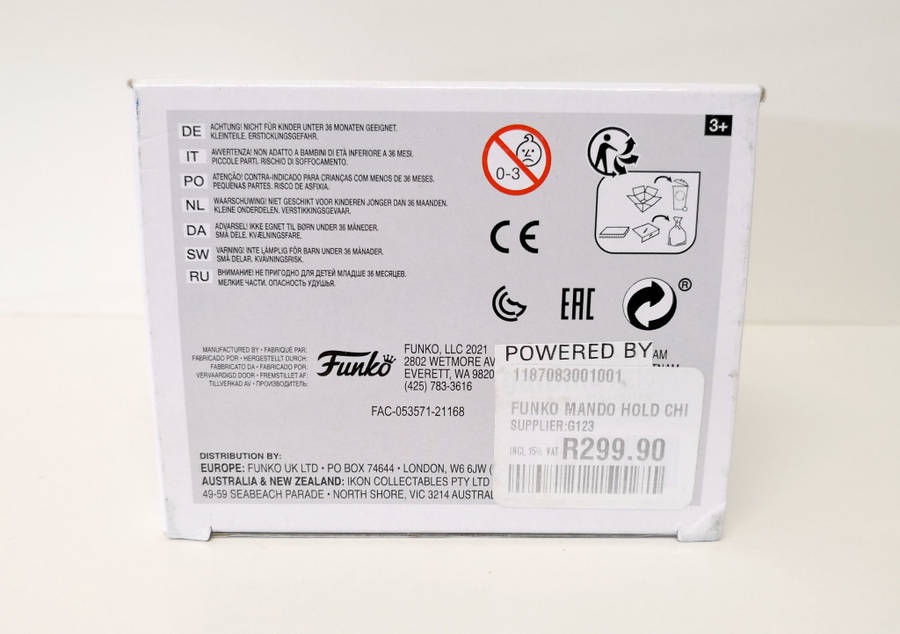 3+
DE ACHTUNG! NICHT FÜR KINDER UNTER 36 MONATEN GEEIGNET.
KLEINTEILE. ERSTICKUNGSGEFAHR.
IT AVVERTENZA! NON ADATTO A BAMBINI DI ETÀ INFERIORE A 36 MESI.
PICCOLE PARTI. RISCHIO DI SOFFOCAMENTO.
PO ATENÇÃO! CONTRA-INDICADO PARA CRIANÇAS COM MENOS DE 36 MESES.
PEQUENAS PARTES. RISCO DE ASFIXIA.
NL WAARSCHUWING! NIET GESCHIKT VOOR KINDEREN JONGER DAN 36 MAANDEN.
KLEINE ONDERDELEN. VERSTIKKINGSGEVAAR.
DA ADVARSEL! IKKE EGNET TIL BØRN UNDER 36 MÅNEDER.
SMÅ DELE. KVÆLNINGSFARE.
SW VARNING! INTE LÄMPLIG FÖR BARN UNDER 36 MÅNADER.
SMÅ DELAR. KVÄVNINGSRISK.
RU ВНИМАНИЕ! НЕ ПРИГОДНО ДЛЯ ДЕТЕЙ МЛАДШЕ 36 МЕСЯЦЕВ.
МЕЛКИЕ ЧАСТИ. ОПАСНОСТЬ УДУШЬЯ.
0-3
CE
EAC
®
MANUFACTURED BY • FABRIQUÉ PAR:
FABRICADO POR • HERGESTELLT DURCH:
FABBRICATO DA • FABRICADO POR:
VERVAARDIGD DOOR • FREMSTILLET AF:
TILLVERKAD AV • ПРОИЗВОДИТЕЛЬ:
Funko
FUNKO, LLC 2021
2802 WETMORE AV
EVERETT, WA 9820
(425) 783-3616
FAC-053571-21168
POWERED BY
AM
TNAM
1187083001001
FUNKO MANDO HOLD CHI
SUPPLIER:G123
INCL 15% VAT R299.90
DISTRIBUTION BY:
EUROPE: FUNKO UK LTD • PO BOX 74644 • LONDON, W6 6JW (
AUSTRALIA & NEW ZEALAND: IKON COLLECTABLES PTY LTD
49-59 SEABEACH PARADE • NORTH SHORE, VIC 3214 AUSTRAL